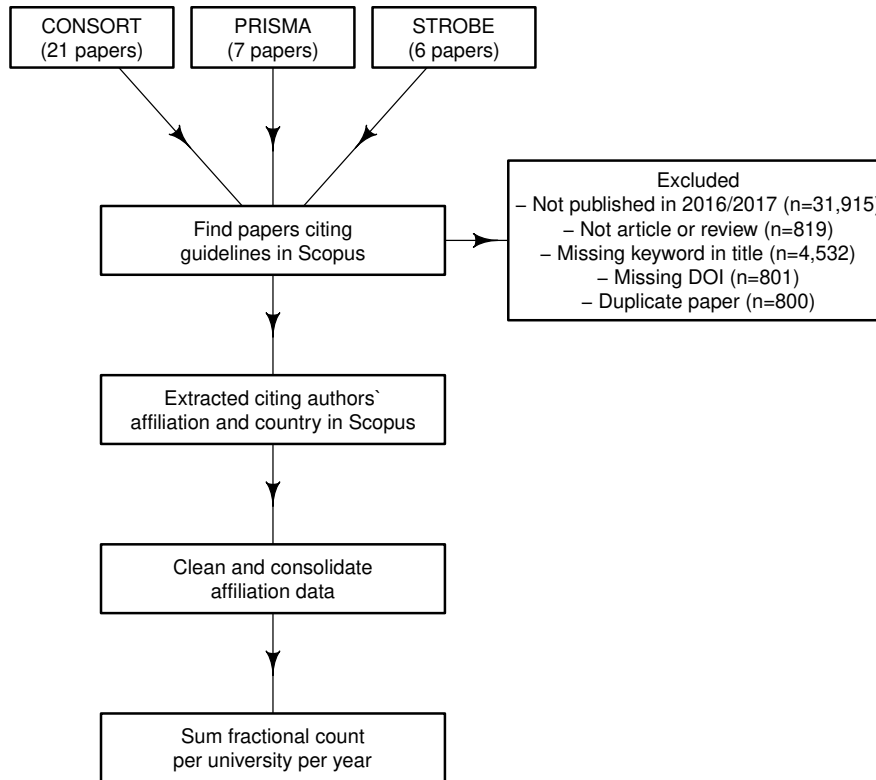 CONSORT
(21 papers)
PRISMA
(7 papers)
STROBE
(6 papers)
Find papers citing
guidelines in Scopus
Excluded
– Not published in 2016/2017 (n=31,915)
– Not article or review (n=819)
– Missing keyword in title (n=4,532)
– Missing DOI (n=801)
– Duplicate paper (n=800)
Extracted citing authors`
affiliation and country in Scopus
Clean and consolidate
affiliation data
Sum fractional count
per university per year